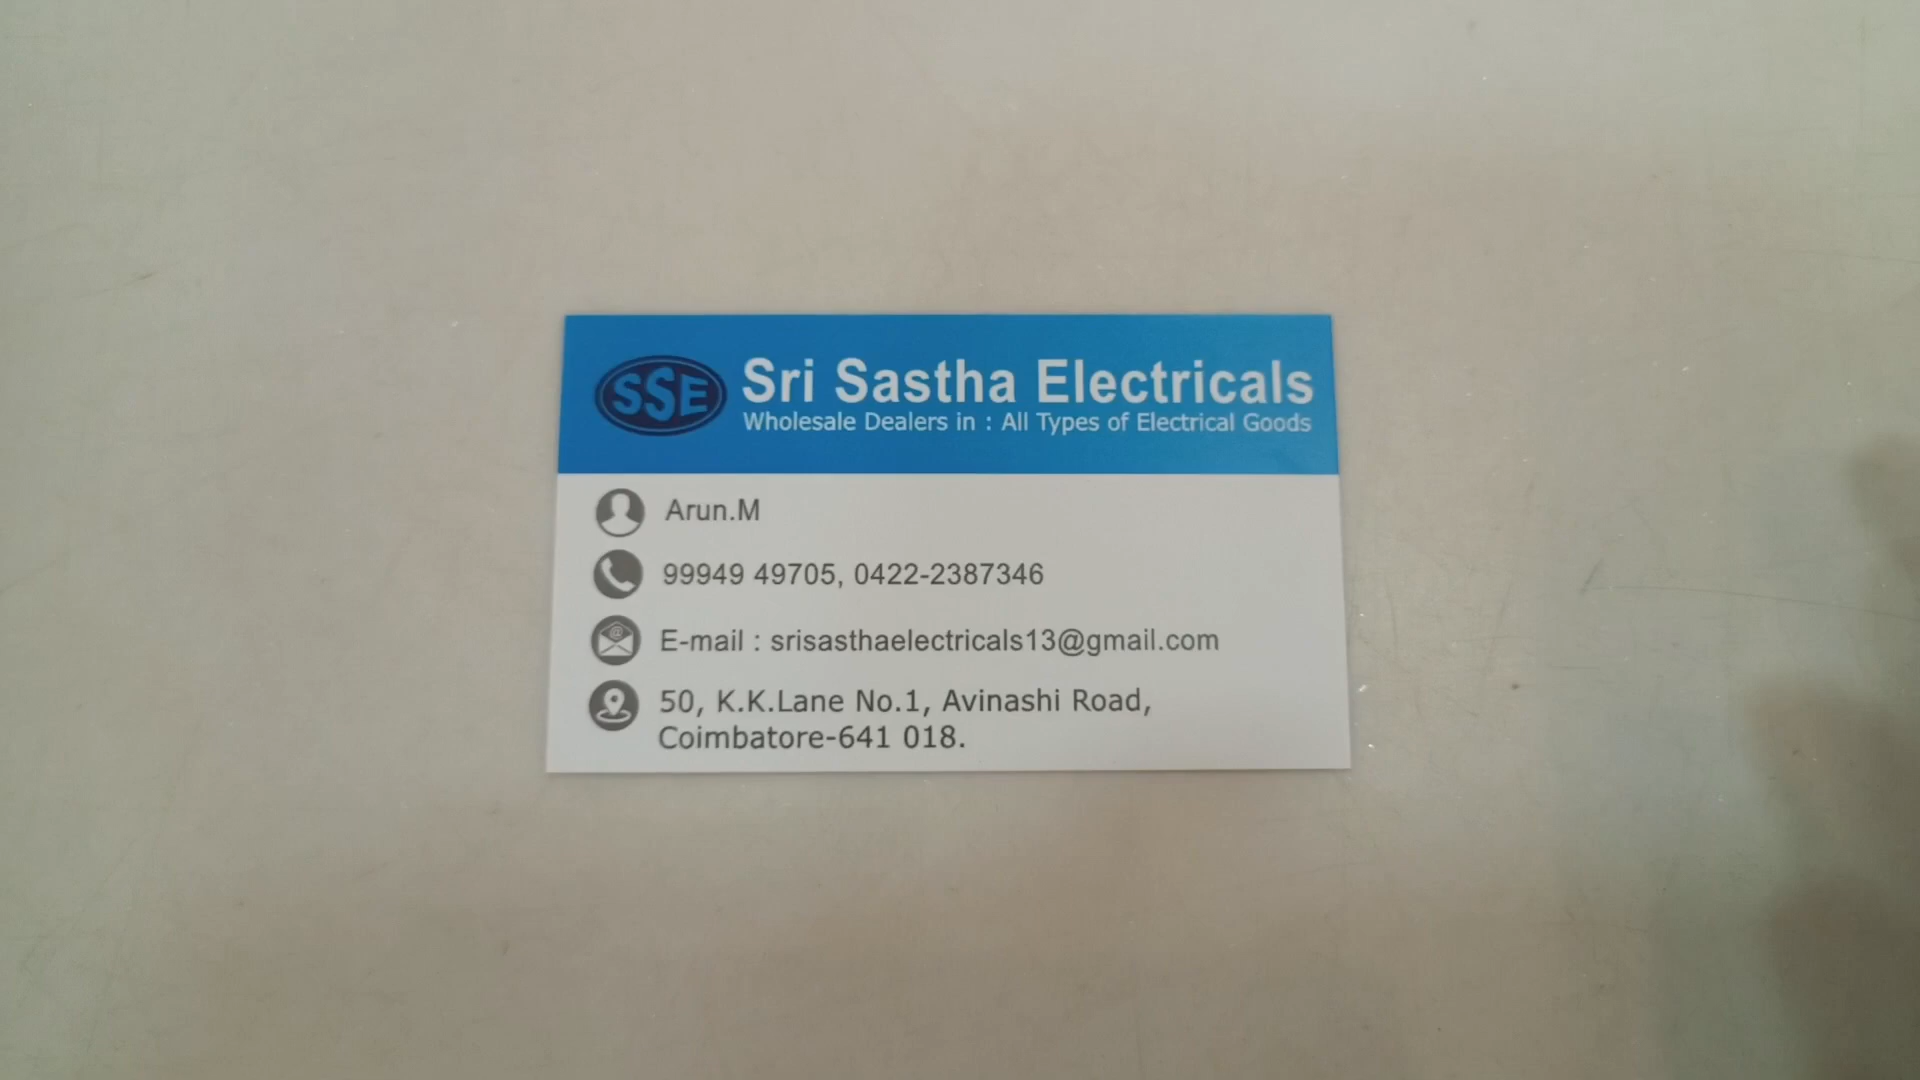 SSE
Sri Sastha Electricals
Wholesale Dealers in : All Types of Electrical Goods
Arun.M
99949 49705, 0422-2387346
E-mail : srisasthaelectricals13@gmail.com
50, K.K.Lane No.1, Avinashi Road,
Coimbatore-641 018.